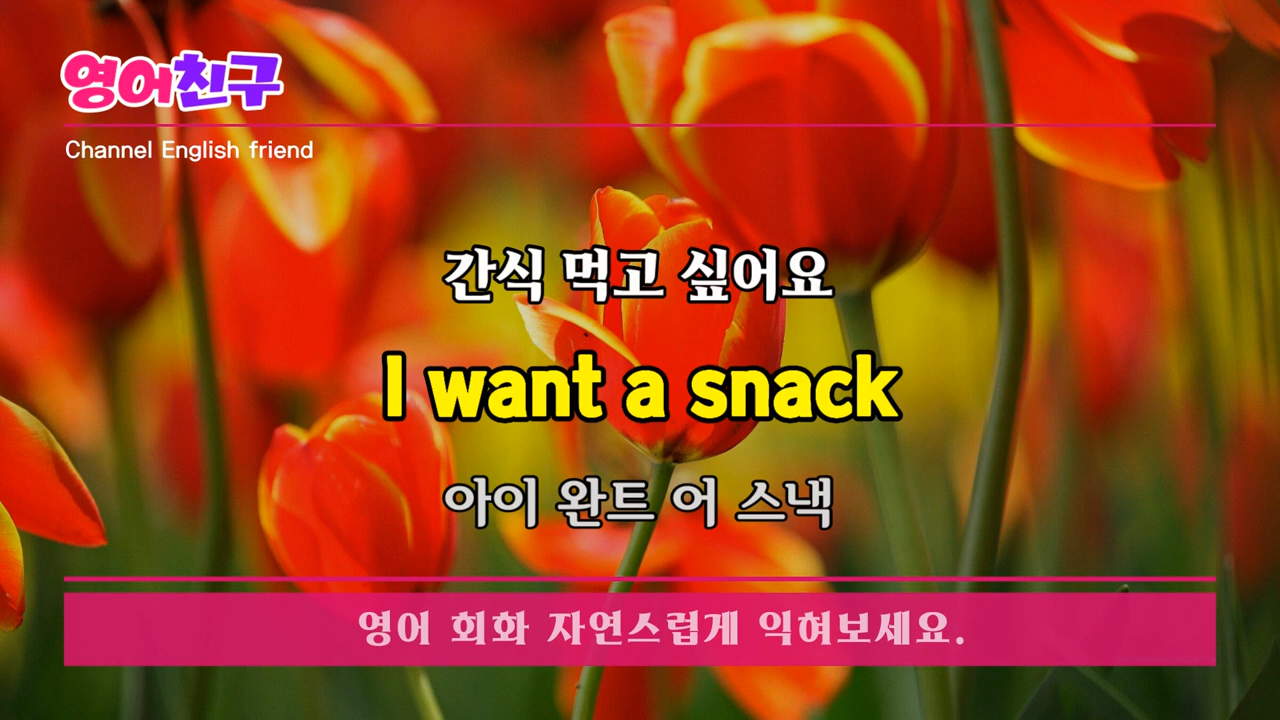 영어친구
Channel English friend
간식 먹고 싶어요
I want a snack
아이 완트 어 스낵
영어 회화 자연스럽게 익혀보세요.